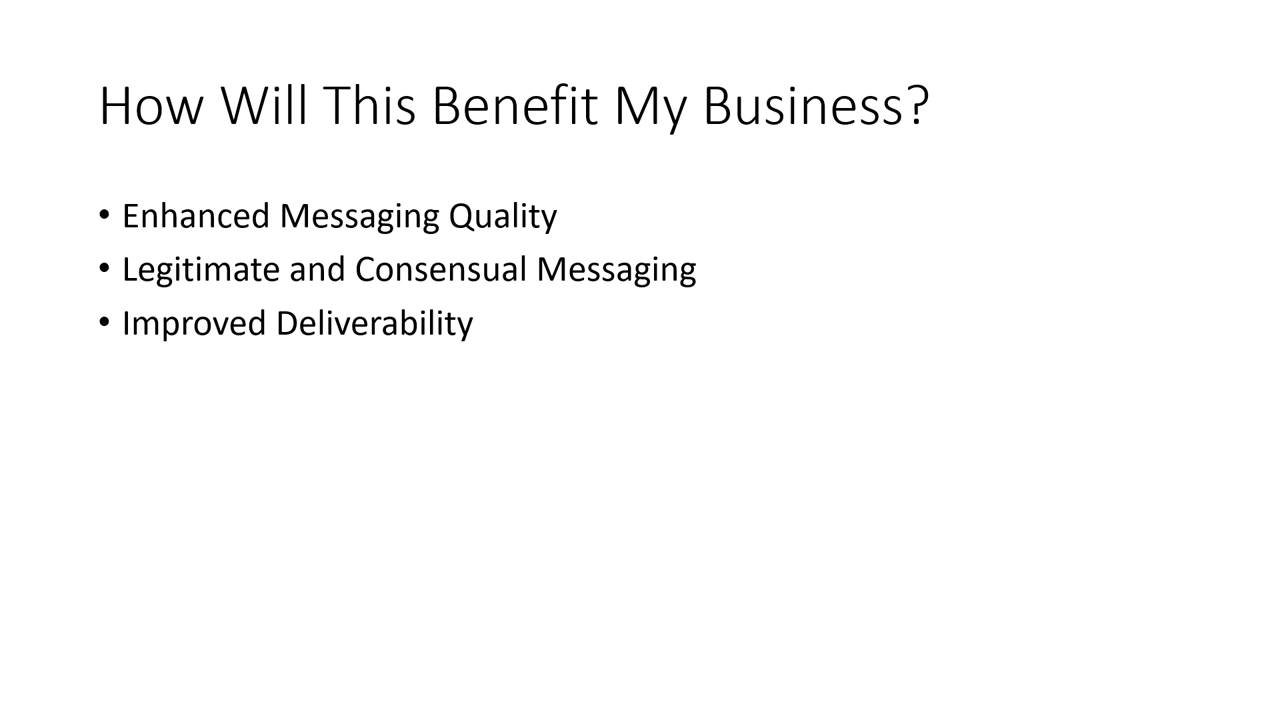 How Will This Benefit My Business?
• Enhanced Messaging Quality
• Legitimate and Consensual Messaging
• Improved Deliverability